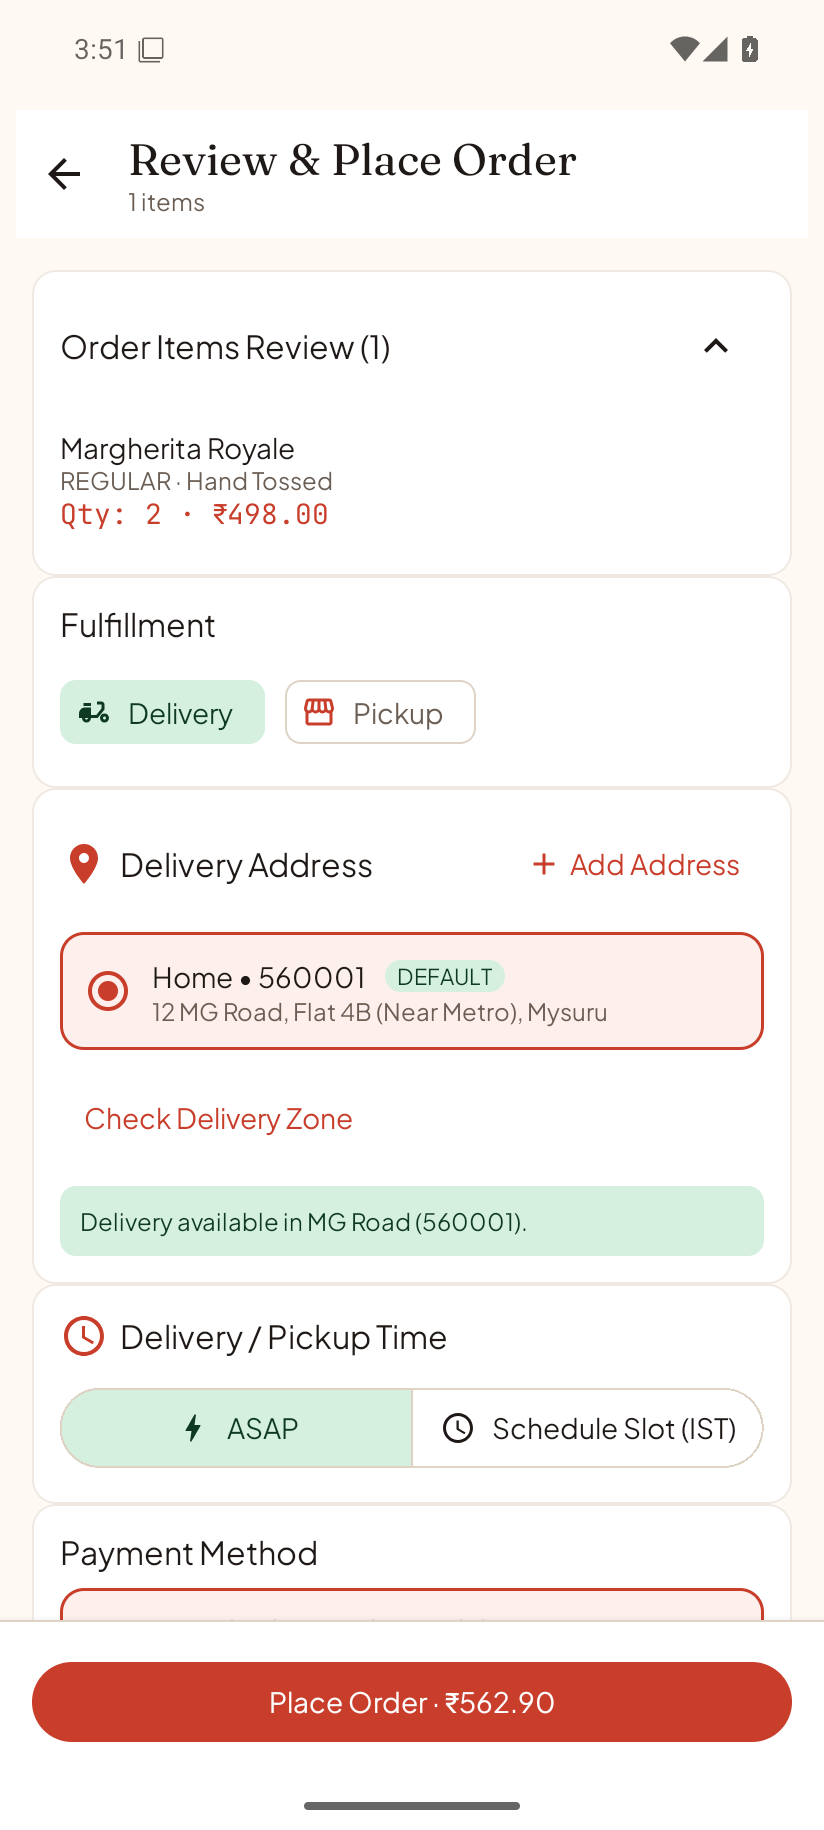 3:51
Review & Place Order
1 items
Order Items Review (1)
Margherita Royale
REGULAR · Hand Tossed
Qty: 2 · ₹498.00
Fulfillment
Delivery
Pickup
Delivery Address
+ Add Address
Home • 560001 DEFAULT
12 MG Road, Flat 4B (Near Metro), Mysuru
Check Delivery Zone
Delivery available in MG Road (560001).
Delivery / Pickup Time
ASAP
Schedule Slot (IST)
Payment Method
Place Order · ₹562.90